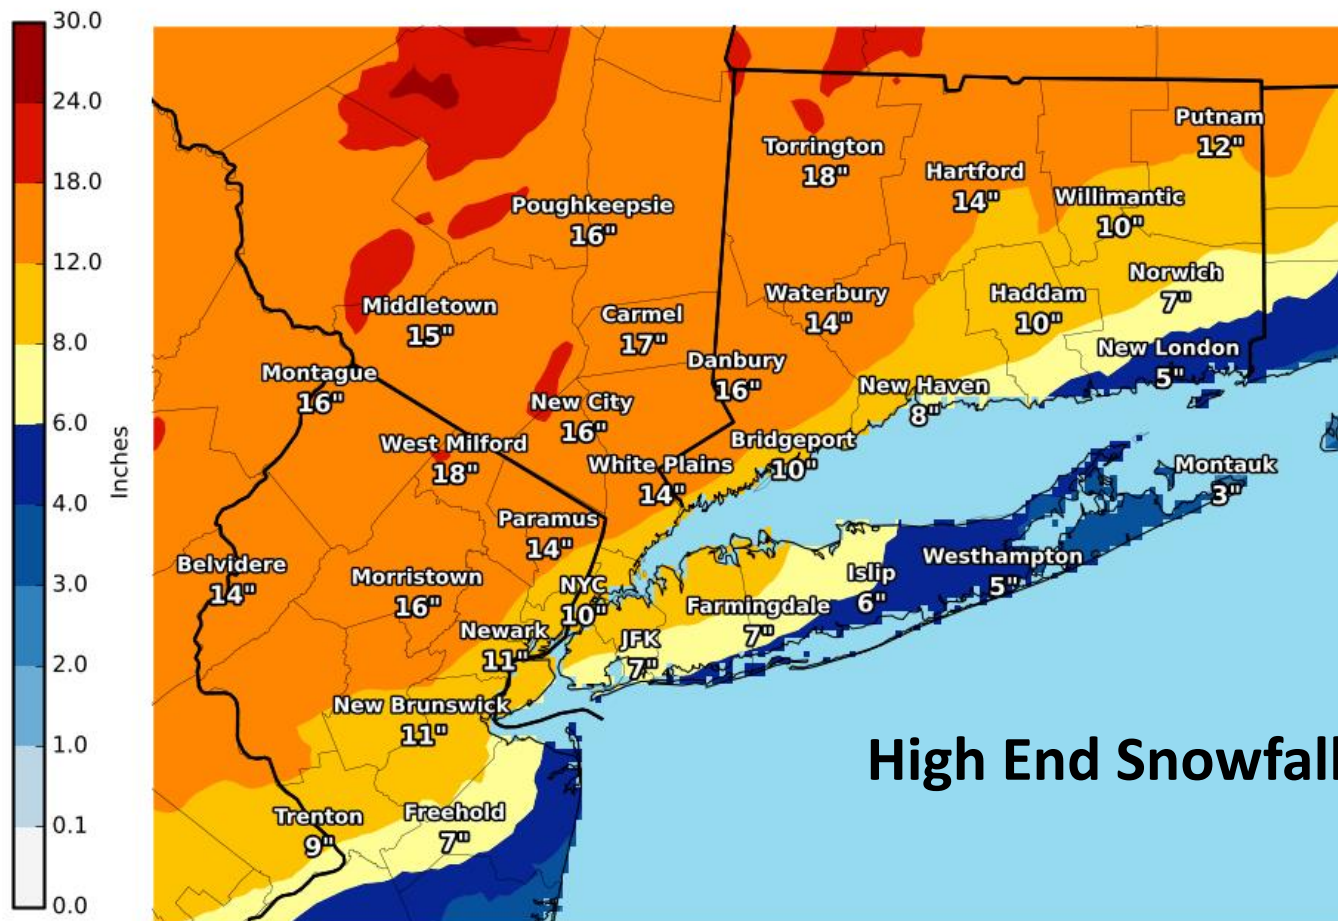 30.0
24.0
18.0
12.0
8.0
6.0
4.0
3.0
2.0
1.0
0.1
0.0
Inches
Putnam
12"
Torrington
18"
Hartford
14"
Willimantic
10"
Poughkeepsie
16"
Norwich
7"
Waterbury
14"
Haddam
10"
Middletown
15"
Carmel
17"
New London
5"
Danbury
16"
Montague
16"
New Haven
8"
New City
16"
West Milford
18"
Bridgeport
10"
White Plains
14"
Montauk
3"
Paramus
14"
Belvidere
14"
Morristown
16"
NYC
10"
Westhampton
5"
Islip
6"
Farmingdale
7"
Newark
11"
JFK
7"
New Brunswick
11"
High End Snowfall
Trenton
9"
Freehold
7"